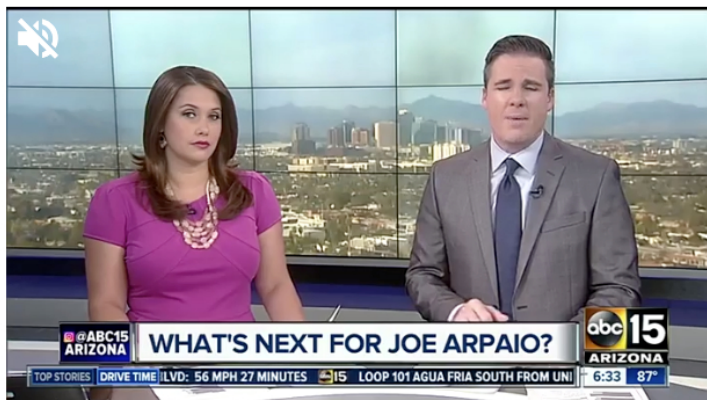 @ABC15
ARIZONA
WHAT'S NEXT FOR JOE ARPAIO?
abc 15
ARIZONA
TOP STORIES DRIVE TIME LVD: 56 MPH 27 MINUTES abc 15 LOOP 101 AGUA FRIA SOUTH FROM UNI 6:33 87°